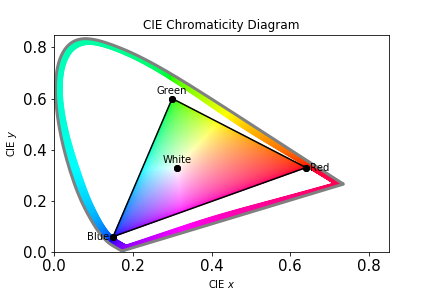 CIE Chromaticity Diagram
0.8
0.6
0.4
0.2
0.0
CIE y
Green
White
Red
Blue
0.0 0.2 0.4 0.6 0.8
CIE x